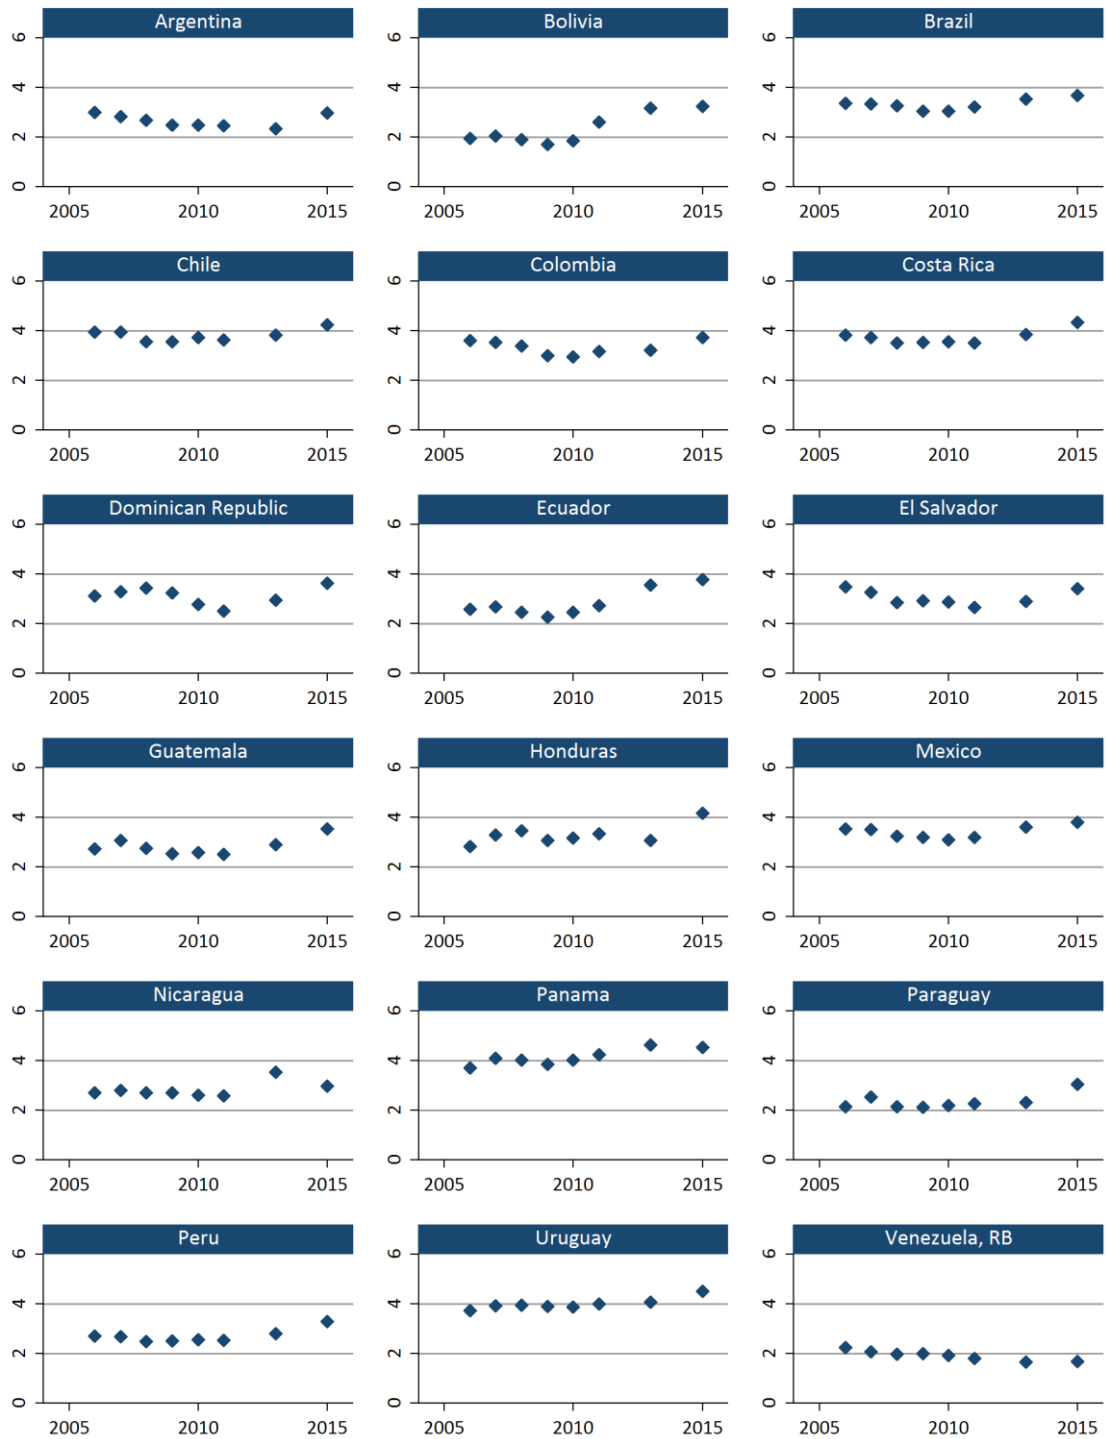 Argentina
Bolivia
Brazil
6
4
2
0
2005 2010 2015
6
4
2
0
2005 2010 2015
6
4
2
0
2005 2010 2015
Chile
Colombia
Costa Rica
6
4
2
0
2005 2010 2015
6
4
2
0
2005 2010 2015
6
4
2
0
2005 2010 2015
Dominican Republic
Ecuador
El Salvador
6
4
2
0
2005 2010 2015
6
4
2
0
2005 2010 2015
6
4
2
0
2005 2010 2015
Guatemala
Honduras
Mexico
6
4
2
0
2005 2010 2015
6
4
2
0
2005 2010 2015
6
4
2
0
2005 2010 2015
Nicaragua
Panama
Paraguay
6
4
2
0
2005 2010 2015
6
4
2
0
2005 2010 2015
6
4
2
0
2005 2010 2015
Peru
Uruguay
Venezuela, RB
6
4
2
0
2005 2010 2015
6
4
2
0
2005 2010 2015
6
4
2
0
2005 2010 2015